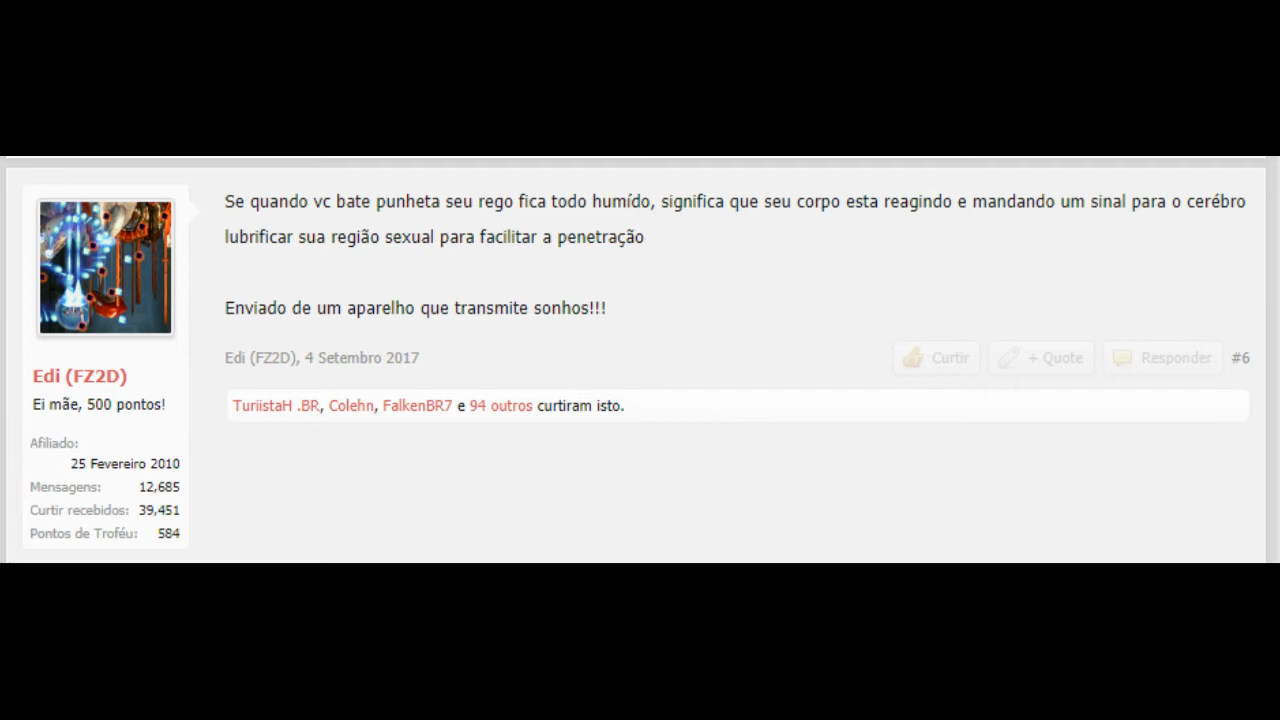 Se quando vc bate punheta seu rego fica todo humído, significa que seu corpo esta reagindo e mandando um sinal para o cerébro
lubrificar sua região sexual para facilitar a penetração
Enviado de um aparelho que transmite sonhos!!!
Edi (FZ2D), 4 Setembro 2017
Curtir
+ Quote
Responder
#6
TuriistaH .BR, Colehn, FalkenBR7 e 94 outros curtiram isto.
Edi (FZ2D)
Ei mãe, 500 pontos!
Afiliado:
25 Fevereiro 2010
Mensagens: 12,685
Curtir recebidos: 39,451
Pontos de Troféu: 584